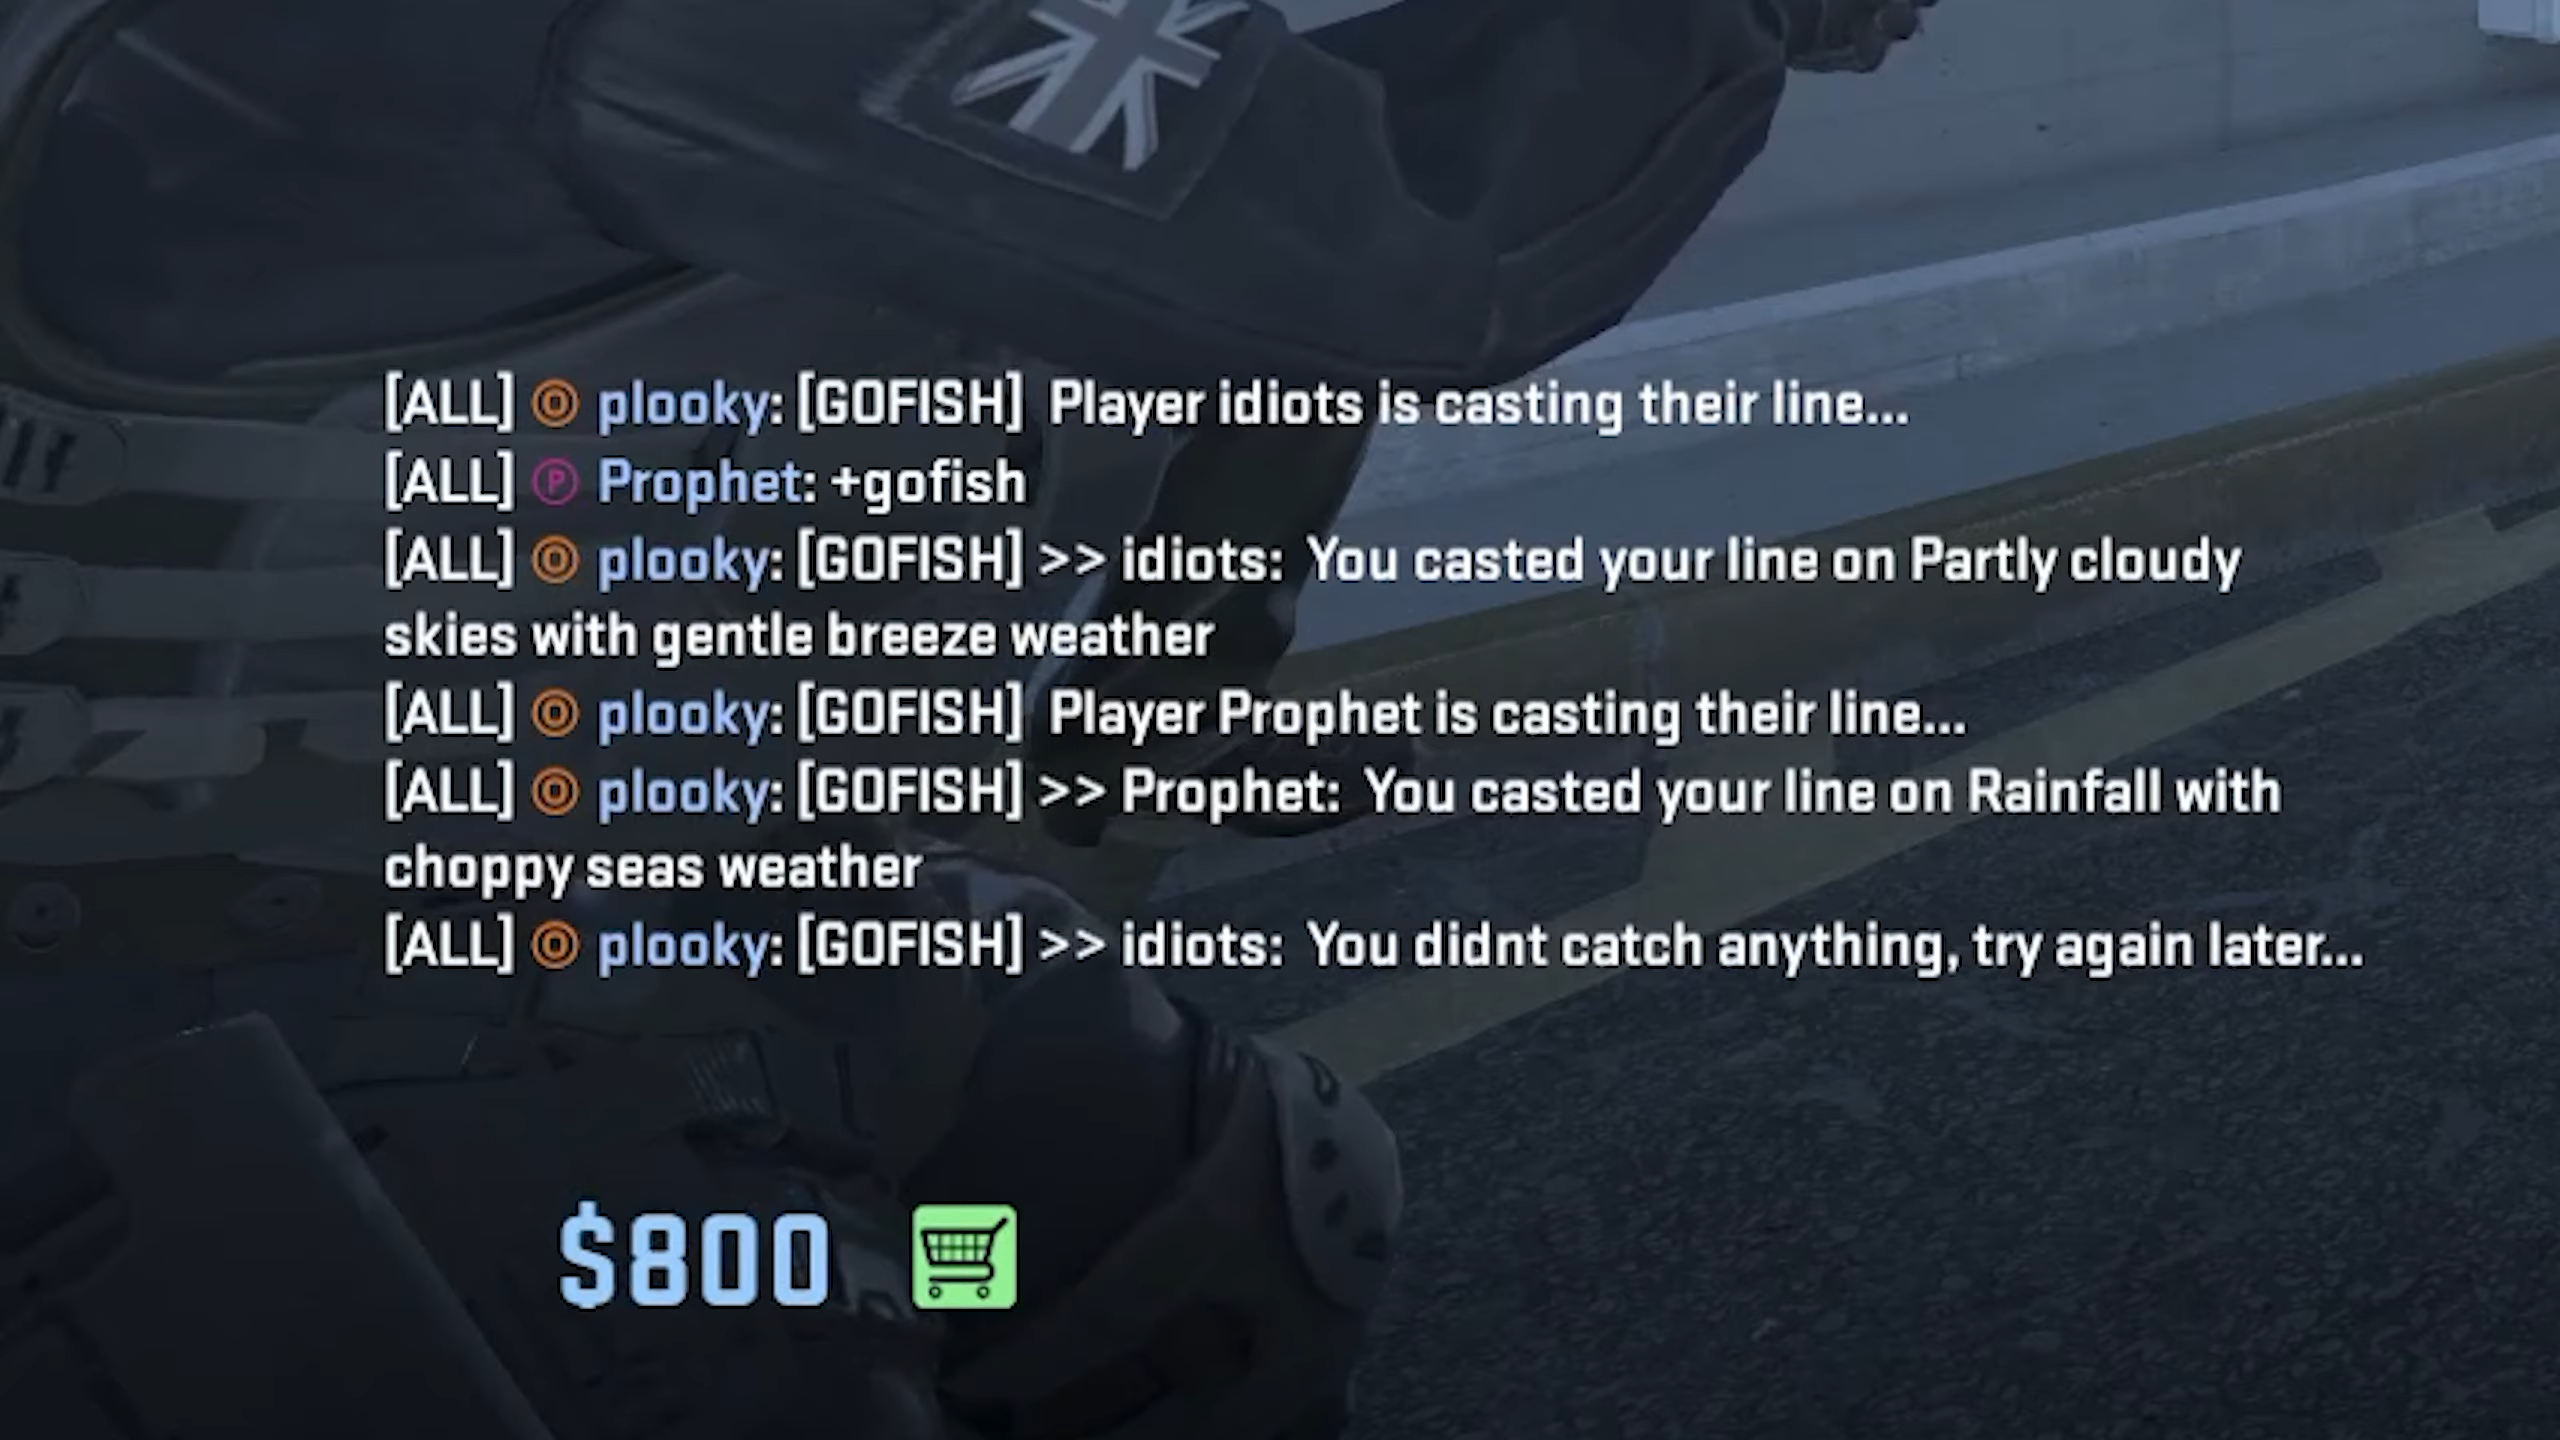 [ALL] O plooky: [GOFISH] Player idiots is casting their line...
[ALL] P Prophet: +gofish
[ALL] O plooky: [GOFISH] >> idiots: You casted your line on Partly cloudy
skies with gentle breeze weather
[ALL] O plooky: [GOFISH] Player Prophet is casting their line...
[ALL] O plooky: [GOFISH] >> Prophet: You casted your line on Rainfall with
choppy seas weather
[ALL] O plooky: [GOFISH] >> idiots: You didnt catch anything, try again later...
$800